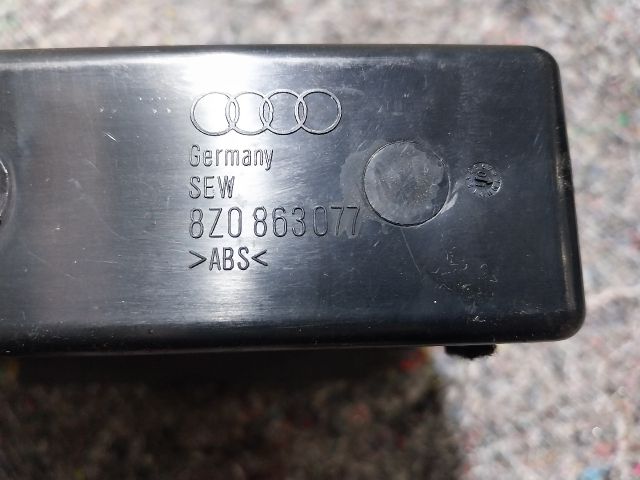 Germany
SEW
8Z0 863 077
>ABS<